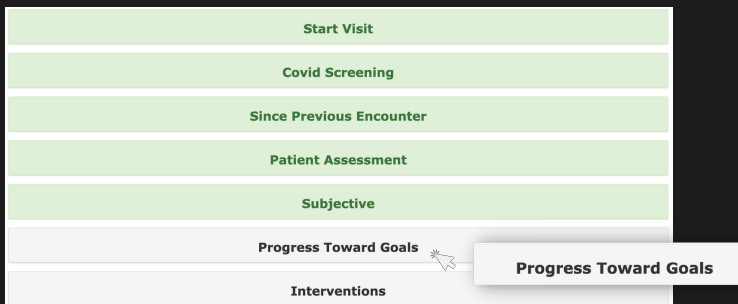 Start Visit
Covid Screening
Since Previous Encounter
Patient Assessment
Subjective
Progress Toward Goals
Progress Toward Goals
Interventions